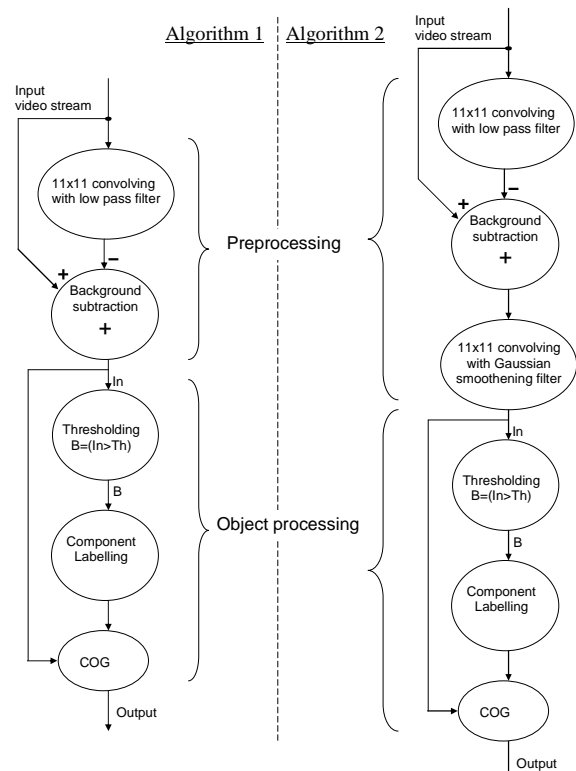 Algorithm 1
Input
video stream
11x11 convolving
with low pass filter
−
+
Background
subtraction
+
In
Thresholding
B=(In>Th)
B
Component
Labelling
COG
Output
Preprocessing
Object processing
Algorithm 2
Input
video stream
11x11 convolving
with low pass filter
−
+
Background
subtraction
+
11x11 convolving
with Gaussian
smoothening filter
In
Thresholding
B=(In>Th)
B
Component
Labelling
COG
Output